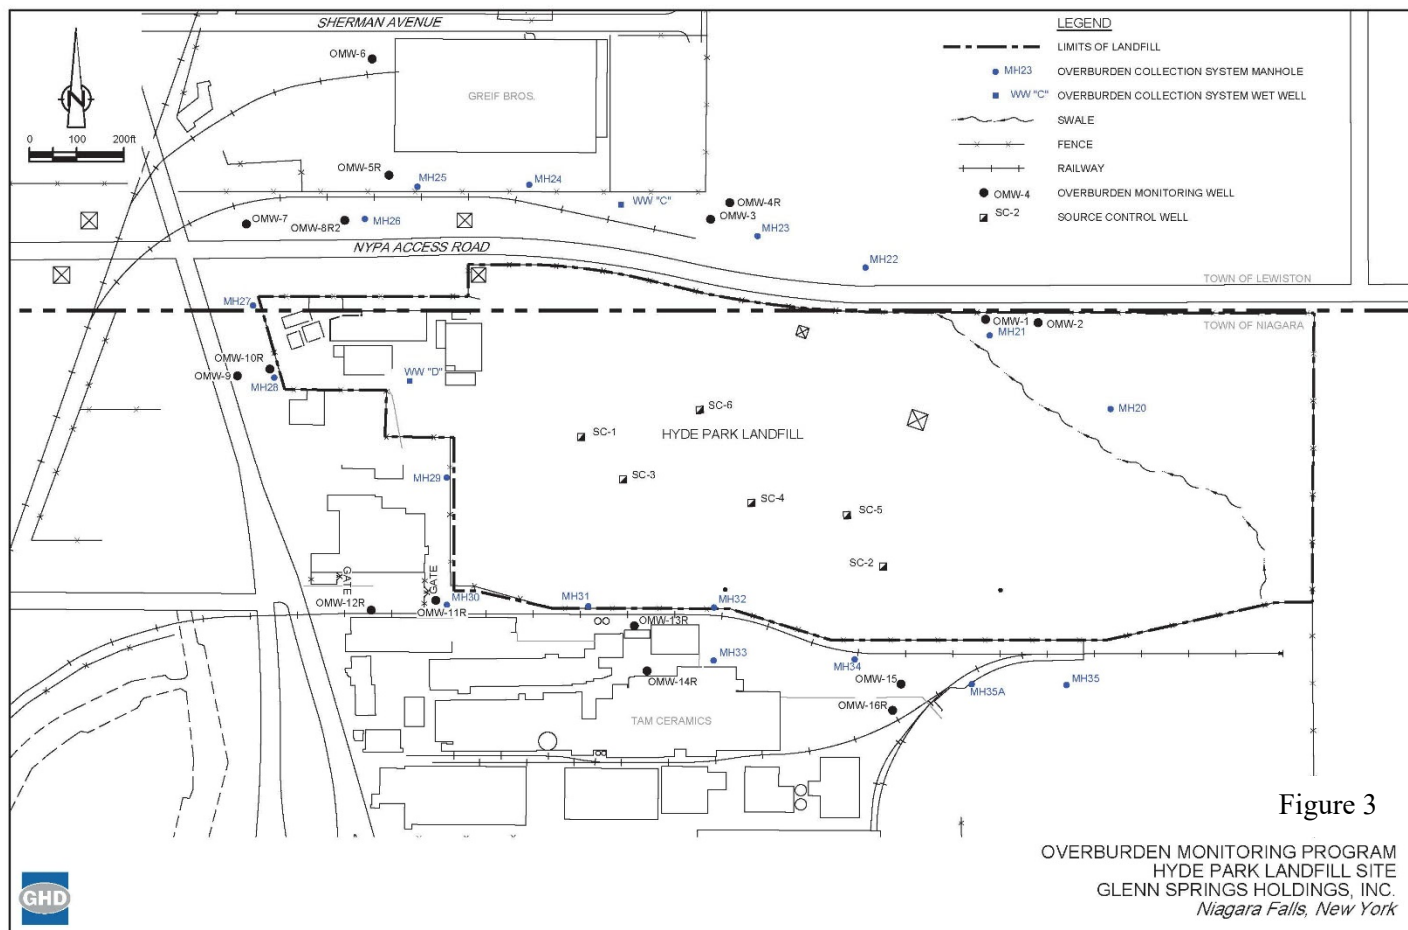 SHERMAN AVENUE
OMW-6
GREIF BROS.
N
0 100 200ft
LEGEND
LIMITS OF LANDFILL
MH23 OVERBURDEN COLLECTION SYSTEM MANHOLE
WW "C" OVERBURDEN COLLECTION SYSTEM WET WELL
SWALE
FENCE
RAILWAY
OMW-4 OVERBURDEN MONITORING WELL
SC-2 SOURCE CONTROL WELL
OMW-5R
MH25
MH24
WW "C"
OMW-4R
OMW-3
MH23
OMW-7
OMW-8R2
MH26
NYPA ACCESS ROAD
MH22
TOWN OF LEWISTON
MH27
OMW-1
OMW-2
TOWN OF NIAGARA
MH21
OMW-10R
OMW-9
MH28
WW "D"
MH20
SC-6
SC-1
HYDE PARK LANDFILL
SC-3
MH29
SC-4
SC-5
SC-2
GATE
GATE
OMW-12R
OMW-11R
MH30
MH31
MH32
OMW-13R
MH33
MH34
OMW-14R
OMW-15
MH35A
MH35
OMW-16R
TAM CERAMICS
Figure 3
OVERBURDEN MONITORING PROGRAM
HYDE PARK LANDFILL SITE
GLENN SPRINGS HOLDINGS, INC.
Niagara Falls, New York
GHD